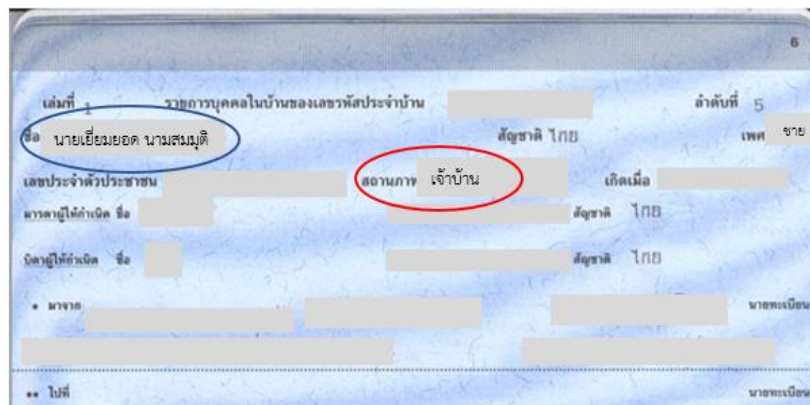 6
เล่มที่ 1 รายการบุคคลในบ้านของเลขรหัสประจำบ้าน ลำดับที่ 5
ชื่อ นายเยี่ยมยอด นามสมมุติ สัญชาติ ไทย เพศ ชาย
เลขประจำตัวประชาชน สถานภาพ เจ้าบ้าน เกิดเมื่อ
มารดาผู้ให้กำเนิด ชื่อ สัญชาติ ไทย
บิดาผู้ให้กำเนิด ชื่อ สัญชาติ ไทย
* มาจาก นายทะเบียน
** ไปที่ นายทะเบียน